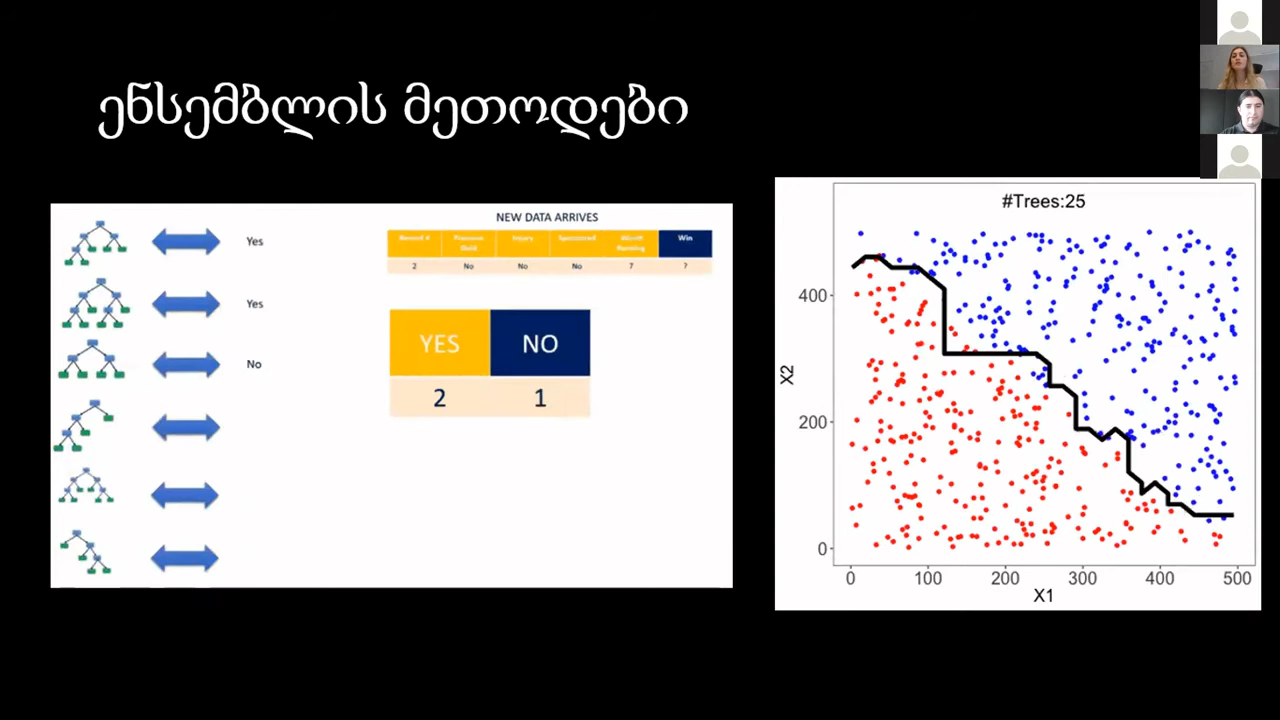 ენსემბლის მეთოდები
NEW DATA ARRIVES
Win
2 No No No 7 ?
Yes
Yes
No
YES NO
2 1
#Trees:25
X2
400
200
0
0 100 200 300 400 500
X1